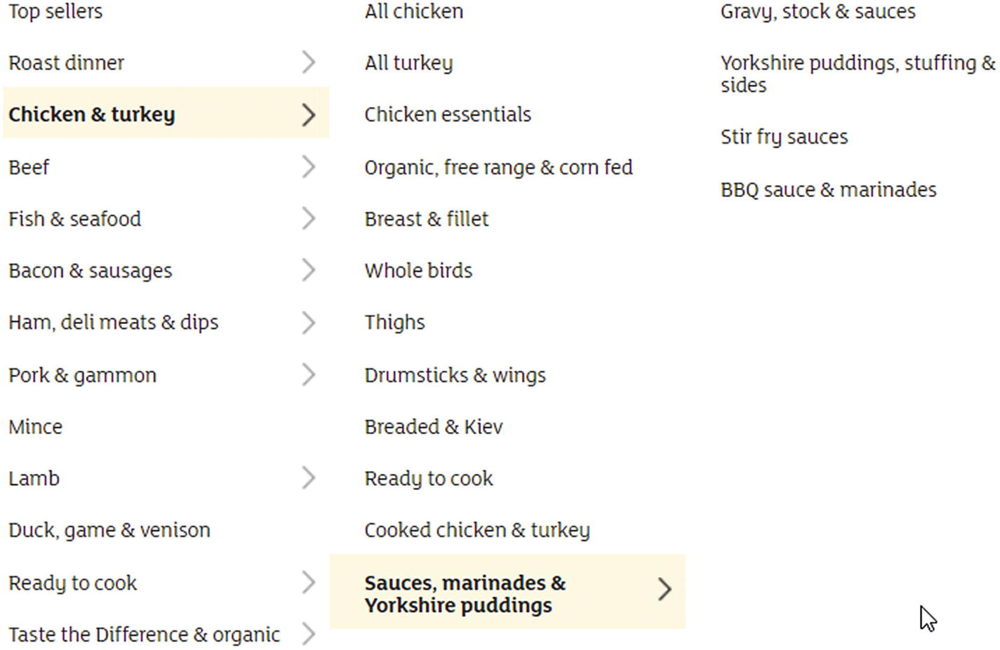 Top sellers
Roast dinner
Chicken & turkey
Beef
Fish & seafood
Bacon & sausages
Ham, deli meats & dips
Pork & gammon
Mince
Lamb
Duck, game & venison
Ready to cook
Taste the Difference & organic
All chicken
All turkey
Chicken essentials
Organic, free range & corn fed
Breast & fillet
Whole birds
Thighs
Drumsticks & wings
Breaded & Kiev
Ready to cook
Cooked chicken & turkey
Sauces, marinades &
Yorkshire puddings
Gravy, stock & sauces
Yorkshire puddings, stuffing &
sides
Stir fry sauces
BBQ sauce & marinades